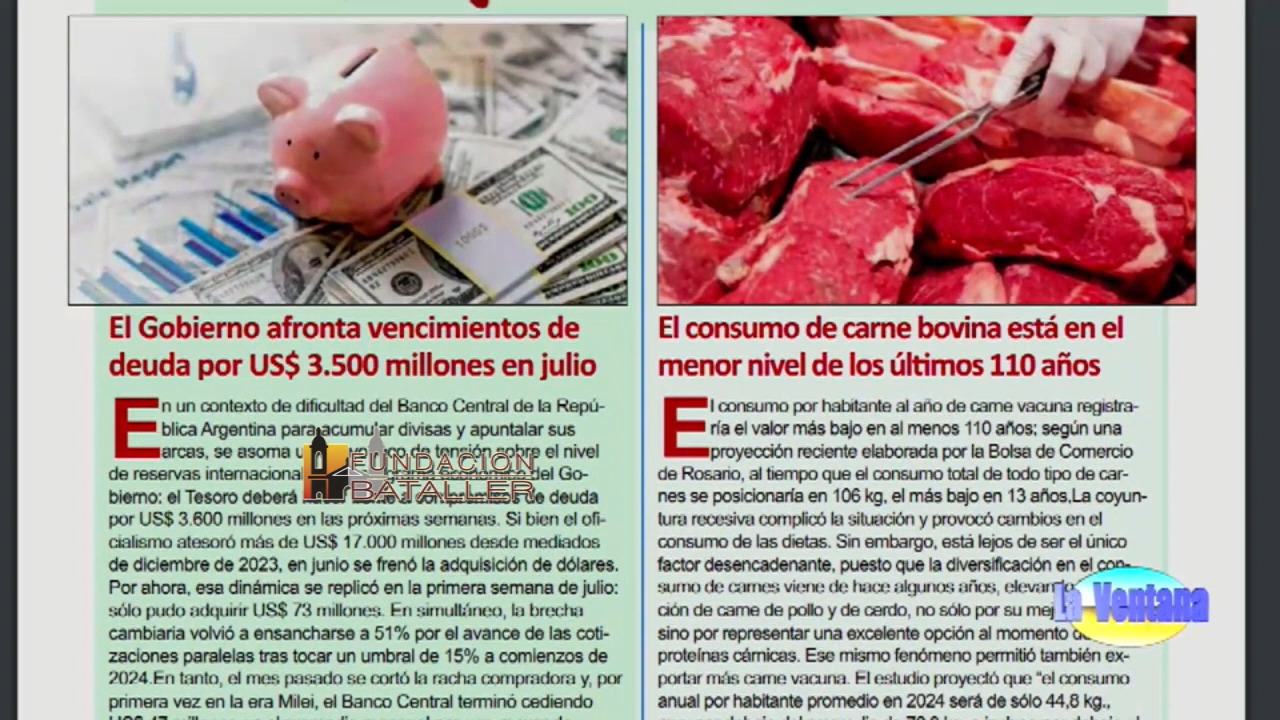 El Gobierno afronta vencimientos de
deuda por US$ 3.500 millones en julio
En un contexto de dificultad del Banco Central de la Repú-
blica Argentina para acumular divisas y apuntalar sus
arcas, se asoma de tensión sobre el nivel
de reservas del Go-
bierno: el Tesoro deberá de deuda
por US$ 3.600 millones en las próximas semanas. Si bien el ofi-
cialismo atesoró más de US$ 17.000 millones desde mediados
de diciembre de 2023, en junio se frenó la adquisición de dólares.
Por ahora, esa dinámica se replicó en la primera semana de julio:
sólo pudo adquirir US$ 73 millones. En simultáneo, la brecha
cambiaria volvió a ensancharse a 51% por el avance de las coti-
zaciones paralelas tras tocar un umbral de 15% a comienzos de
2024.En tanto, el mes pasado se cortó la racha compradora y, por
primera vez en la era Milei, el Banco Central terminó cediendo
FUNDACION
BATALLER
El consumo de carne bovina está en el
menor nivel de los últimos 110 años
El consumo por habitante al año de carne vacuna registra-
ría el valor más bajo en al menos 110 años; según una
proyección reciente elaborada por la Bolsa de Comercio
de Rosario, al tiempo que el consumo total de todo tipo de car-
nes se posicionaría en 106 kg, el más bajo en 13 años,La coyun-
tura recesiva complicó la situación y provocó cambios en el
consumo de las dietas. Sin embargo, está lejos de ser el único
factor desencadenante, puesto que la diversificación en el con-
sumo de carnes viene de hace algunos años,
ción de carne de pollo y de cerdo, no sólo por su
sino por representar una excelente opción al momento
proteínas cárnicas. Ese mismo fenómeno permitió también ex-
portar más carne vacuna. El estudio proyectó que "el consumo
anual por habitante promedio en 2024 será de sólo 44,8 kg.,
La Ventana